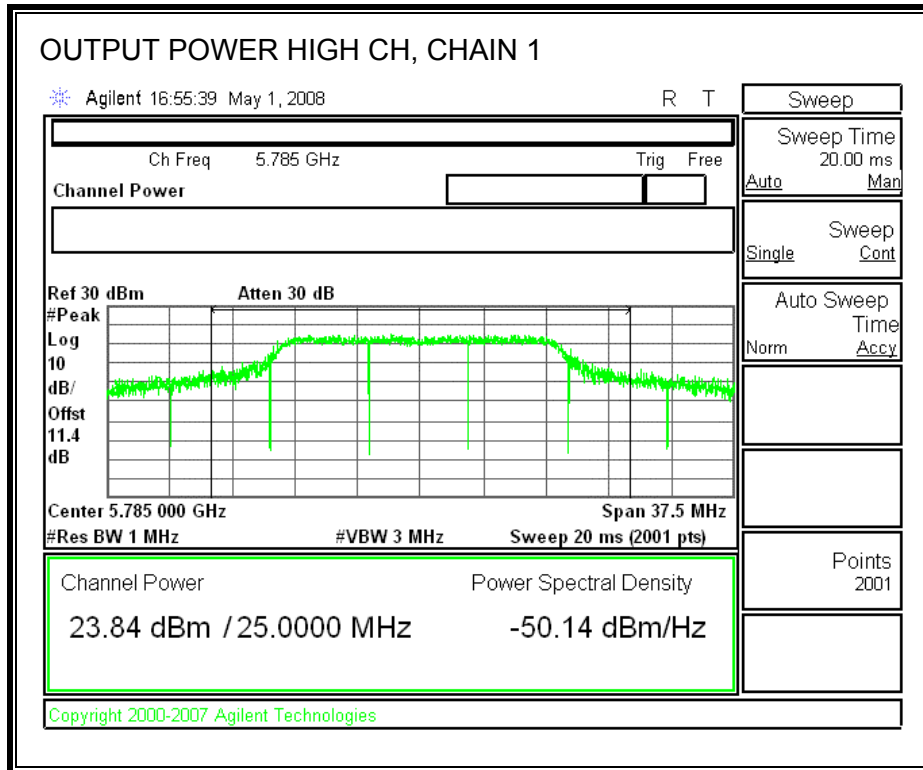 OUTPUT POWER HIGH CH, CHAIN 1
Agilent 16:55:39 May 1, 2008 R T
Ch Freq 5.785 GHz Trig Free
Channel Power
Ref 30 dBm Atten 30 dB
#Peak
Log
10
dB/
Offst
11.4
dB
Center 5.785 000 GHz Span 37.5 MHz
#Res BW 1 MHz #VBW 3 MHz Sweep 20 ms (2001 pts)
Channel Power Power Spectral Density
23.84 dBm / 25.0000 MHz -50.14 dBm/Hz
Copyright 2000-2007 Agilent Technologies
Sweep
Sweep Time
20.00 ms
Auto Man
Sweep
Single Cont
Auto Sweep
Time
Norm Accy
Points
2001